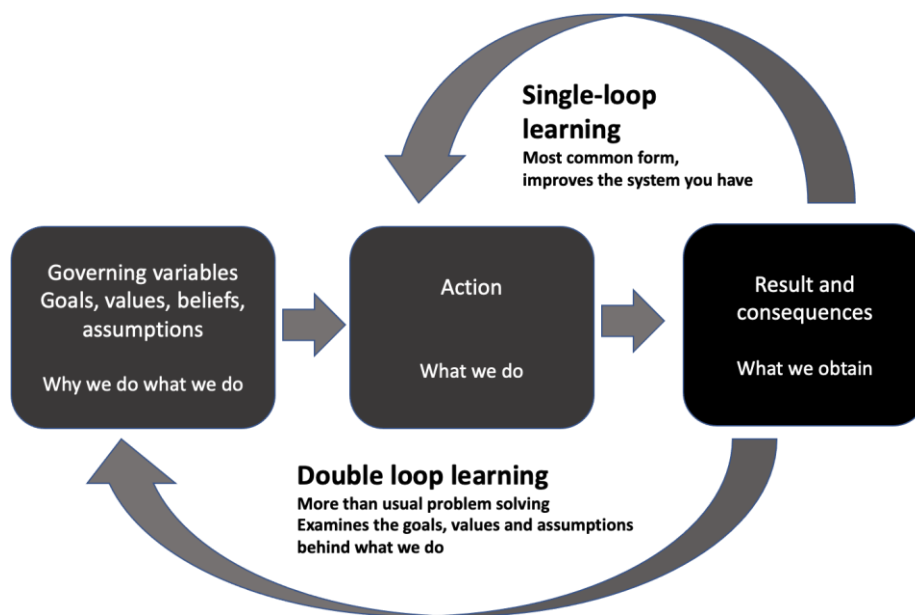 Single-loop
learning
Most common form,
improves the system you have
Governing variables
Goals, values, beliefs,
assumptions
Why we do what we do
Action
What we do
Result and
consequences
What we obtain
Double loop learning
More than usual problem solving
Examines the goals, values and assumptions
behind what we do